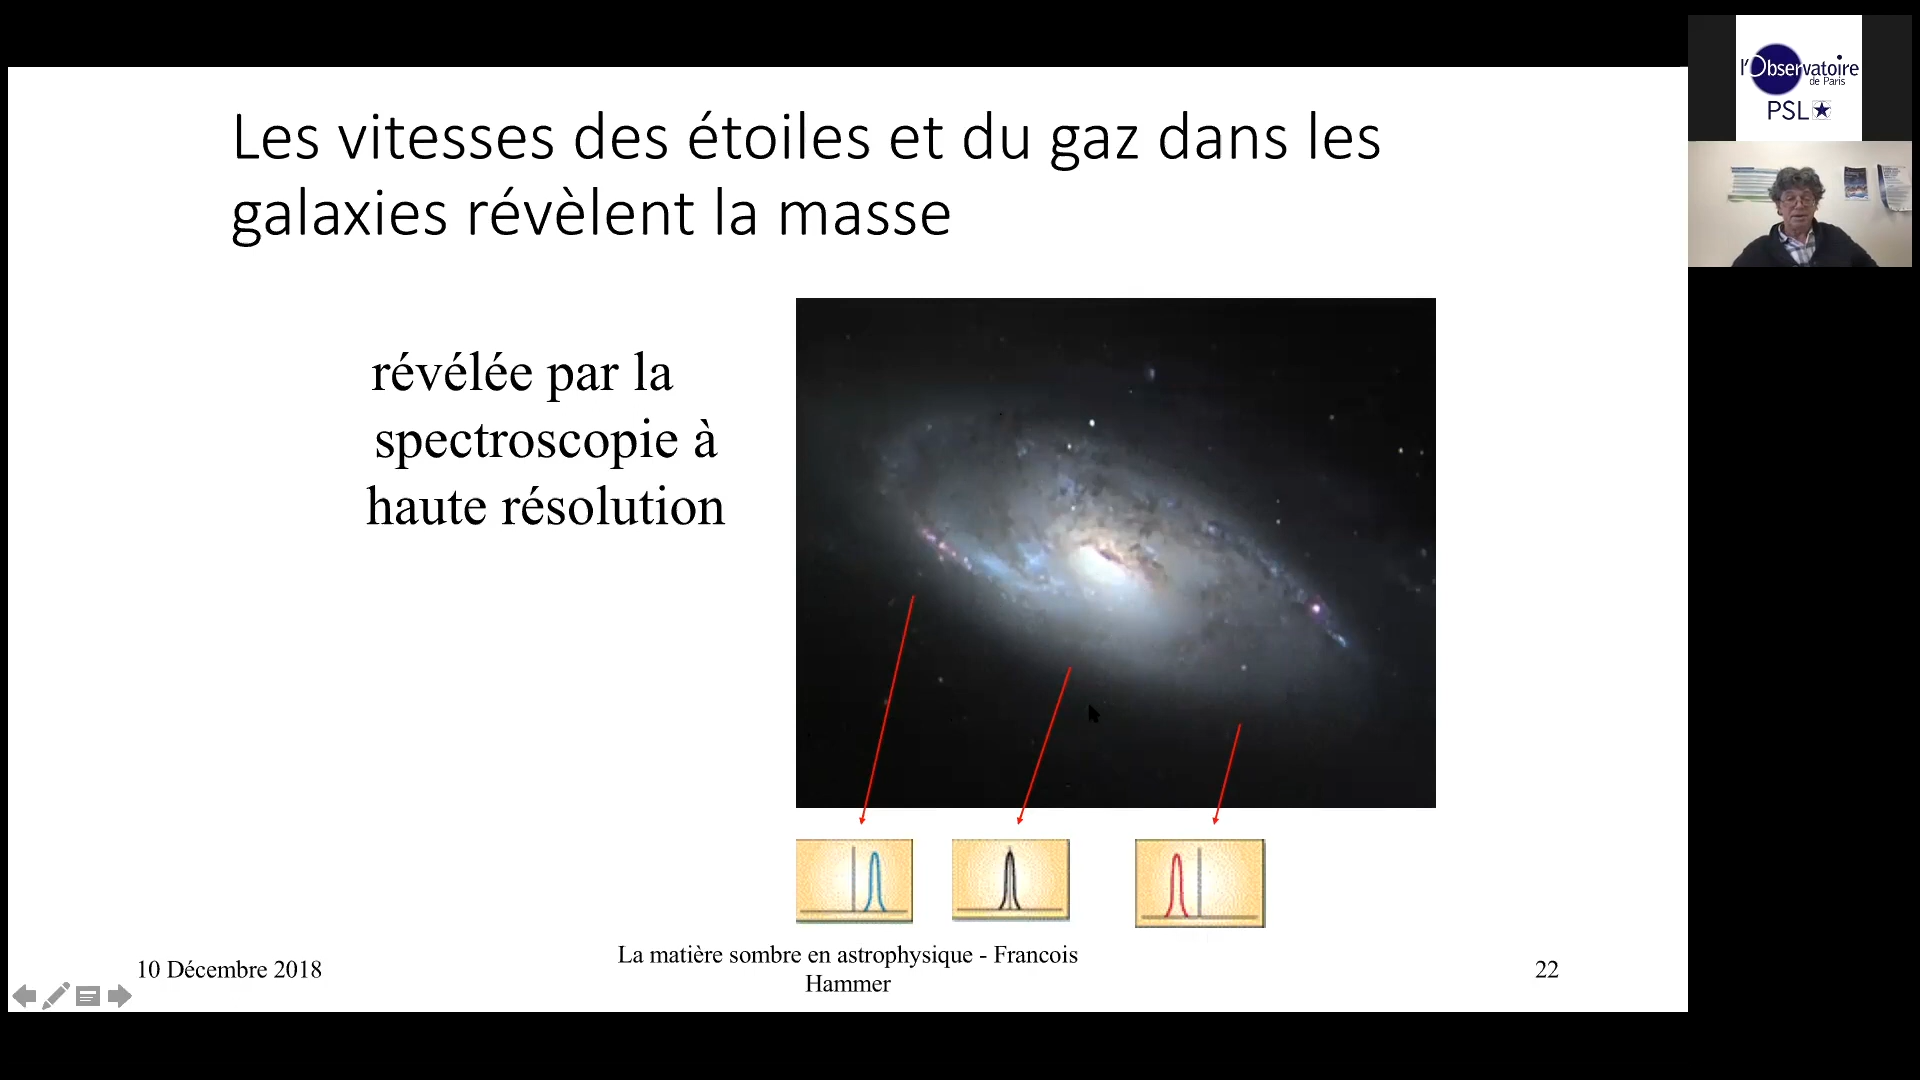 Les vitesses des étoiles et du gaz dans les
galaxies révèlent la masse
révélée par la
spectroscopie à
haute résolution
10 Décembre 2018
La matière sombre en astrophysique - Francois
Hammer
22
l'Observatoire
de Paris
PSL